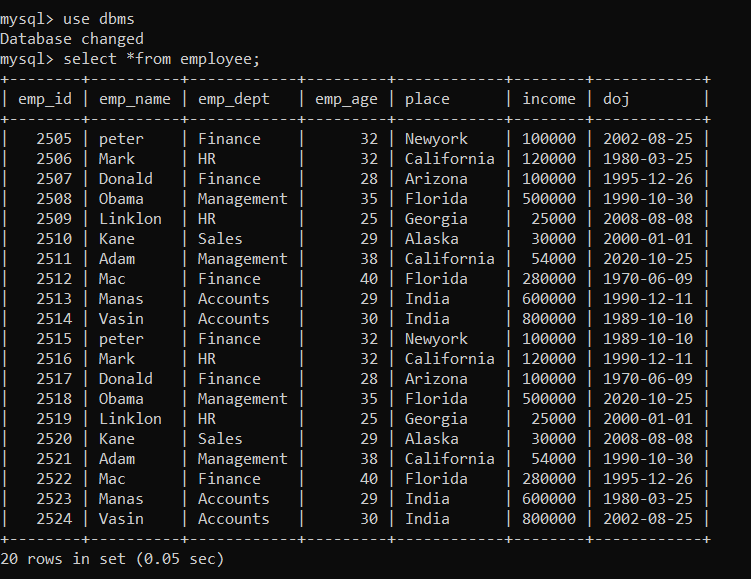 mysql> use dbms
Database changed
mysql> select *from employee;
+--------+----------+------------+---------+------------+--------+------------+
| emp_id | emp_name | emp_dept   | emp_age | place      | income | doj        |
+--------+----------+------------+---------+------------+--------+------------+
|   2505 | peter    | Finance    |      32 | Newyork    | 100000 | 2002-08-25 |
|   2506 | Mark     | HR         |      32 | California | 120000 | 1980-03-25 |
|   2507 | Donald   | Finance    |      28 | Arizona    | 100000 | 1995-12-26 |
|   2508 | Obama    | Management |      35 | Florida    | 500000 | 1990-10-30 |
|   2509 | Linklon  | HR         |      25 | Georgia    |  25000 | 2008-08-08 |
|   2510 | Kane     | Sales      |      29 | Alaska     |  30000 | 2000-01-01 |
|   2511 | Adam     | Management |      38 | California |  54000 | 2020-10-25 |
|   2512 | Mac      | Finance    |      40 | Florida    | 280000 | 1970-06-09 |
|   2513 | Manas    | Accounts   |      29 | India      | 600000 | 1990-12-11 |
|   2514 | Vasin    | Accounts   |      30 | India      | 800000 | 1989-10-10 |
|   2515 | peter    | Finance    |      32 | Newyork    | 100000 | 1989-10-10 |
|   2516 | Mark     | HR         |      32 | California | 120000 | 1990-12-11 |
|   2517 | Donald   | Finance    |      28 | Arizona    | 100000 | 1970-06-09 |
|   2518 | Obama    | Management |      35 | Florida    | 500000 | 2020-10-25 |
|   2519 | Linklon  | HR         |      25 | Georgia    |  25000 | 2000-01-01 |
|   2520 | Kane     | Sales      |      29 | Alaska     |  30000 | 2008-08-08 |
|   2521 | Adam     | Management |      38 | California |  54000 | 1990-10-30 |
|   2522 | Mac      | Finance    |      40 | Florida    | 280000 | 1995-12-26 |
|   2523 | Manas    | Accounts   |      29 | India      | 600000 | 1980-03-25 |
|   2524 | Vasin    | Accounts   |      30 | India      | 800000 | 2002-08-25 |
+--------+----------+------------+---------+------------+--------+------------+
20 rows in set (0.05 sec)